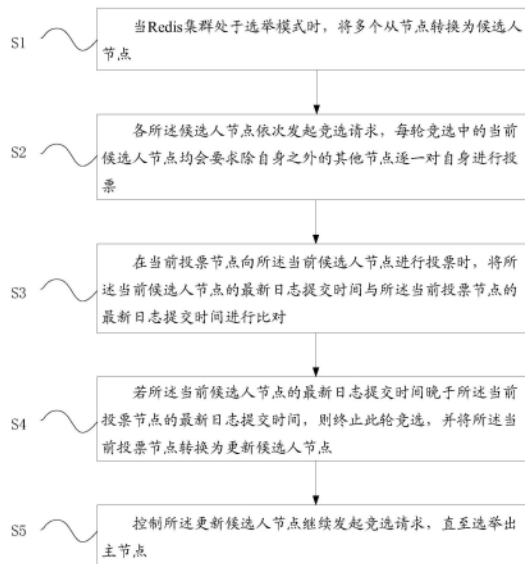 S1
当Redis集群处于选举模式时，将多个从节点转换为候选人
节点
S2
各所述候选人节点依次发起竞选请求，每轮竞选中的当前
候选人节点均会要求除自身之外的其他节点逐一对自身进行投
票
S3
在当前投票节点向所述当前候选人节点进行投票时，将所
述当前候选人节点的最新日志提交时间与所述当前投票节点的
最新日志提交时间进行比对
S4
若所述当前候选人节点的最新日志提交时间晚于所述当前
投票节点的最新日志提交时间，则终止此轮竞选，并将所述当
前投票节点转换为更新候选人节点
S5
控制所述更新候选人节点继续发起竞选请求，直至选举出
主节点